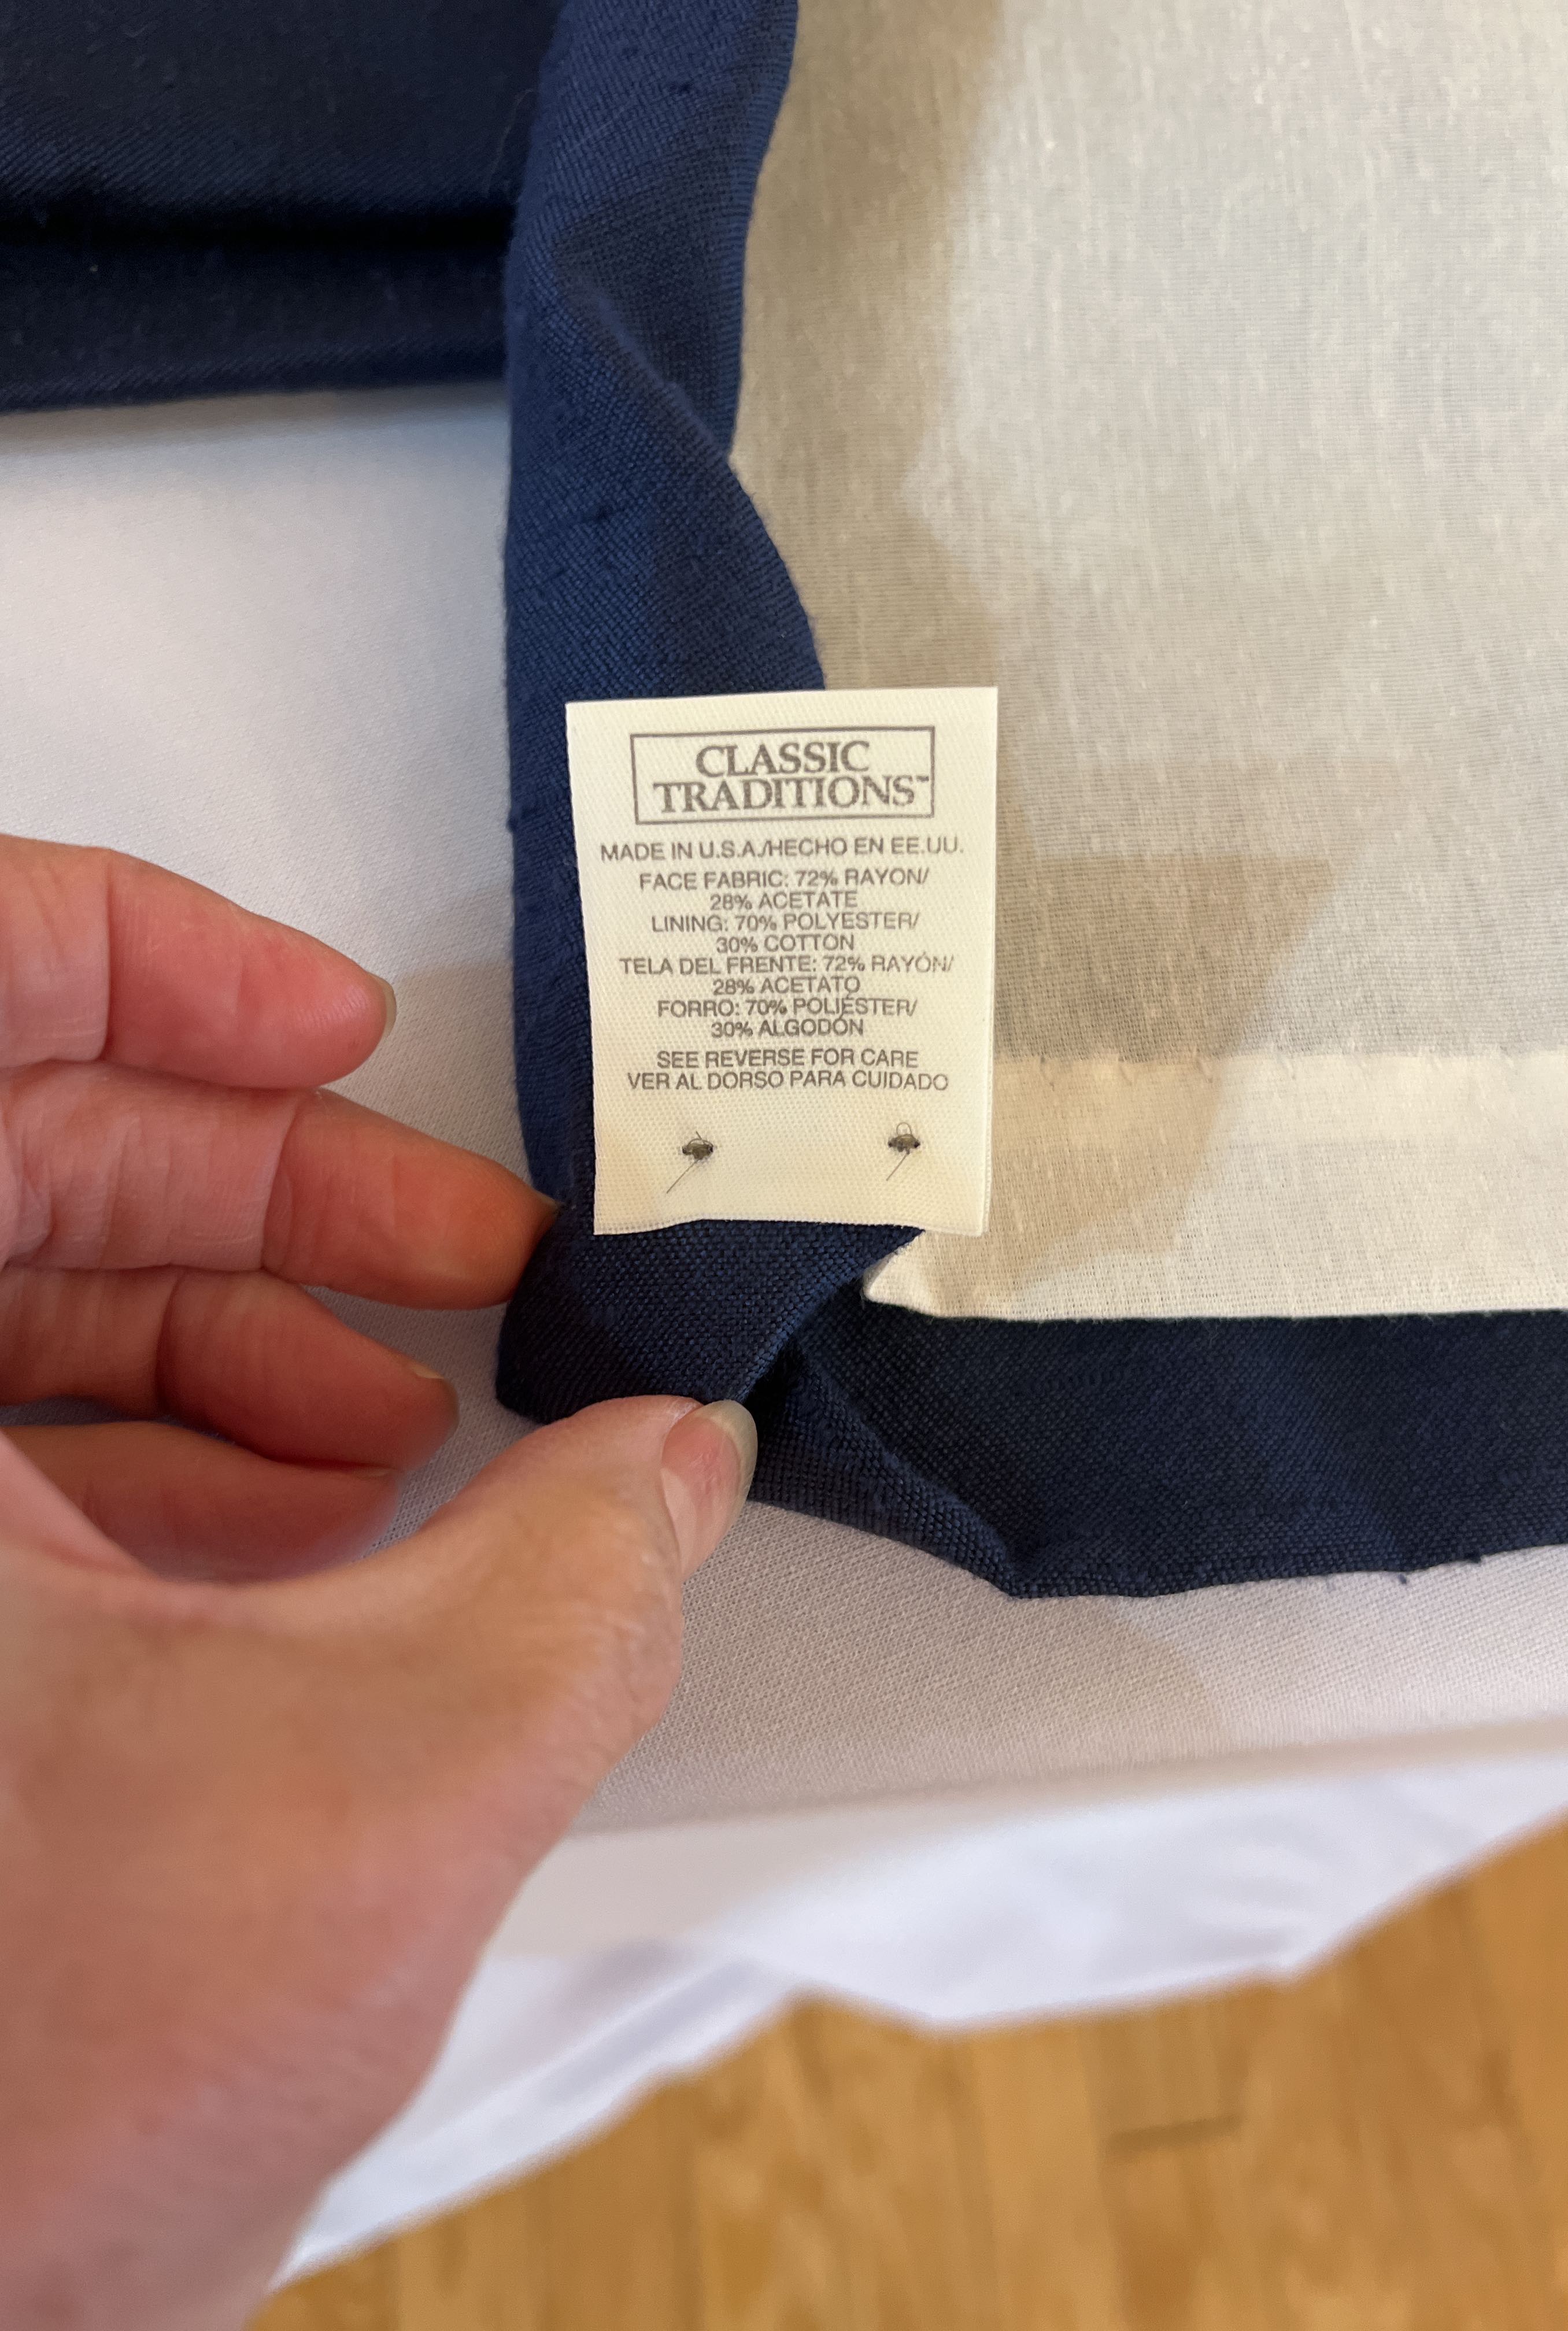 CLASSIC
TRADITIONS™
MADE IN U.S.A./HECHO EN EE.UU.
FACE FABRIC: 72% RAYON/
28% ACETATE
LINING: 70% POLYESTER/
30% COTTON
TELA DEL FRENTE: 72% RAYÓN/
28% ACETATO
FORRO: 70% POLIÉSTER/
30% ALGODÓN
SEE REVERSE FOR CARE
VER AL DORSO PARA CUIDADO